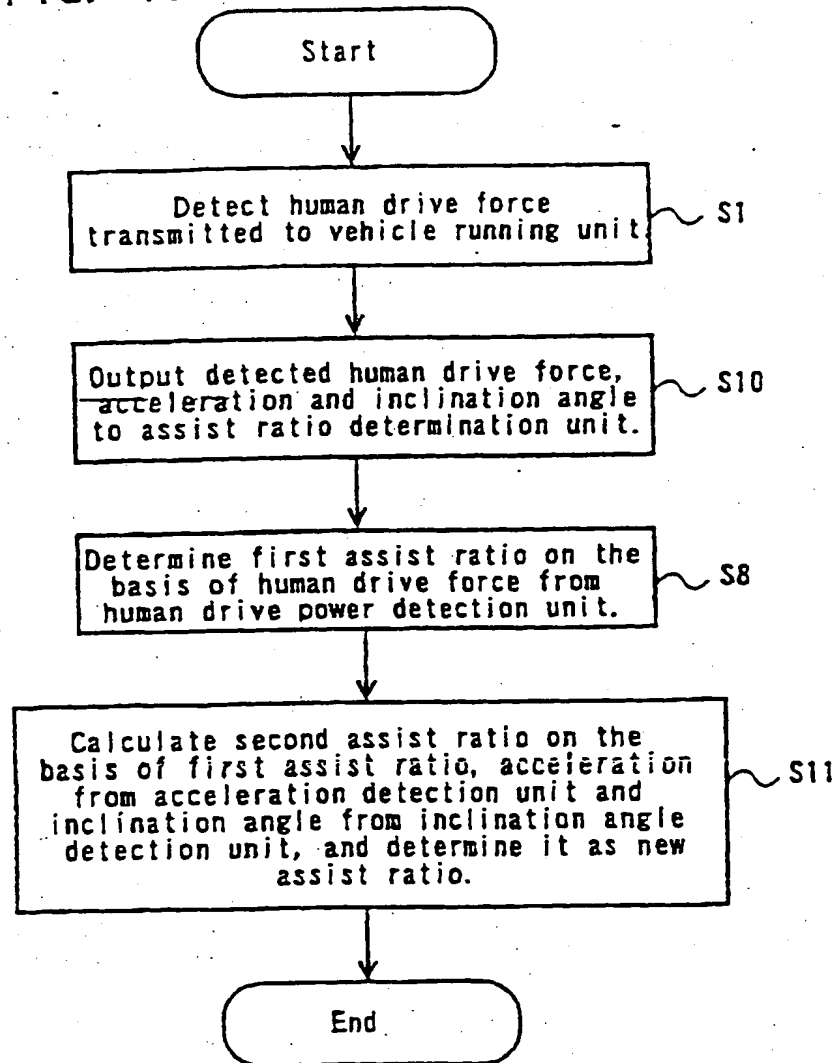 Start
Detect human drive force
transmitted to vehicle running unit.
S1
Output detected human drive force,
acceleration and inclination angle
to assist ratio determination unit.
S10
Determine first assist ratio on the
basis of human drive force from
human drive power detection unit.
S8
Calculate second assist ratio on the
basis of first assist ratio, acceleration
from acceleration detection unit and
inclination angle from inclination angle
detection unit, and determine it as new
assist ratio.
S11
End